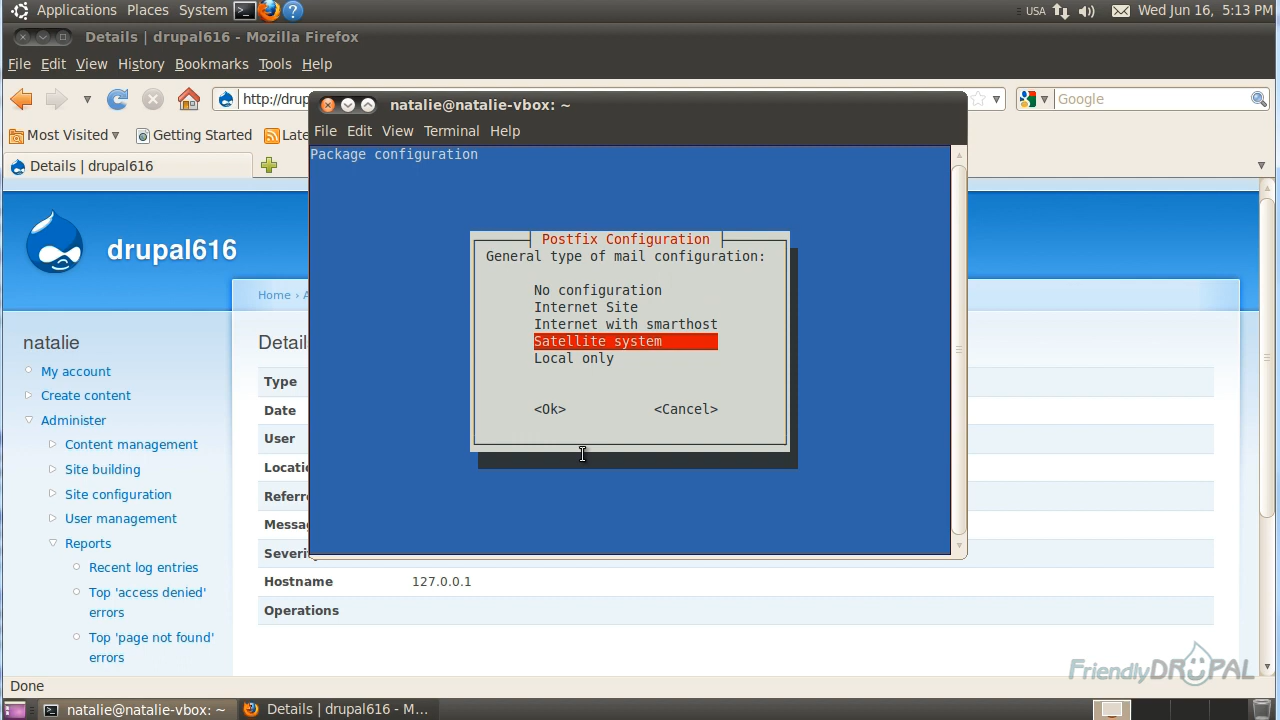 Applications Places System USA Wed Jun 16, 5:13 PM
Details | drupal616 - Mozilla Firefox
File Edit View History Bookmarks Tools Help
http://drup
Google
Most Visited Getting Started Late
Details | drupal616
natalie@natalie-vbox: ~
File Edit View Terminal Help
Package configuration
Postfix Configuration
General type of mail configuration:
No configuration
Internet Site
Internet with smarthost
Satellite system
Local only
<Ok> <Cancel>
drupal616
Home › A
natalie
My account
Create content
Administer
Content management
Site building
Site configuration
User management
Reports
Recent log entries
Top 'access denied'
errors
Top 'page not found'
errors
Detail
Type
Date
User
Locatio
Referr
Messa
Severit
Hostname 127.0.0.1
Operations
FriendlyDRUPAL
Done
natalie@natalie-vbox: ~ Details | drupal616 - M...